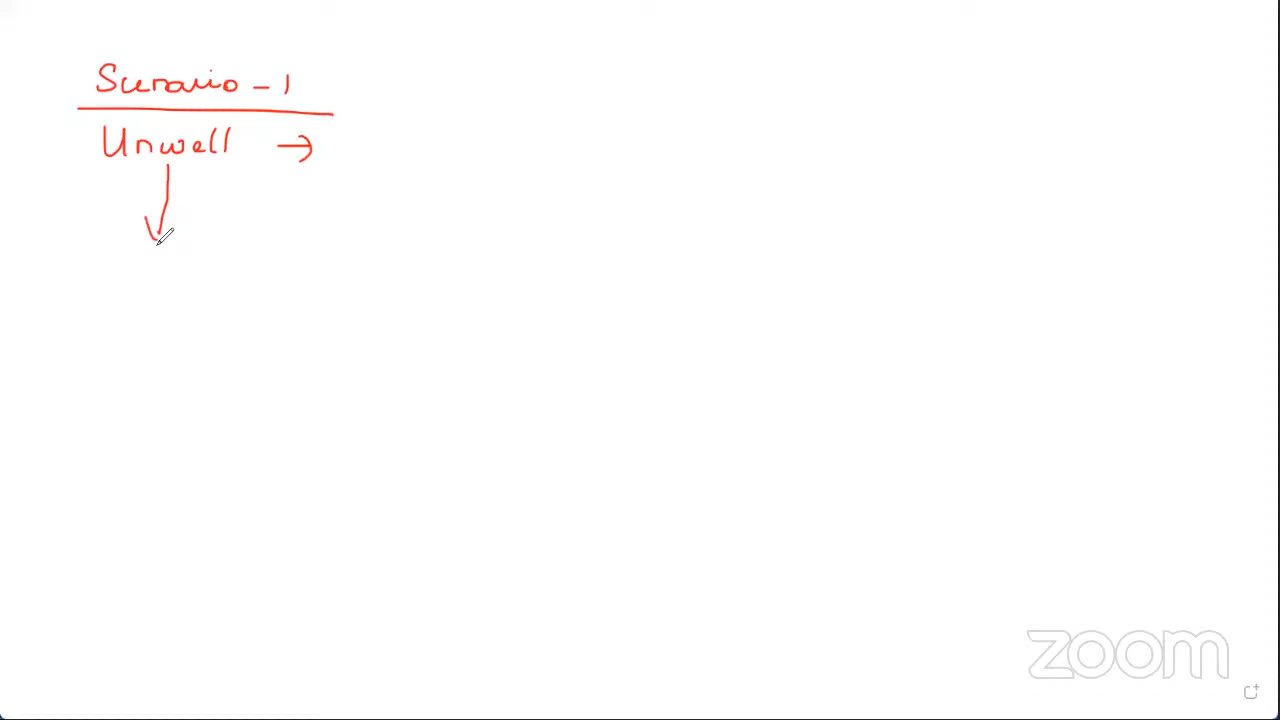 Scenario - 1
Unwell →
zoom